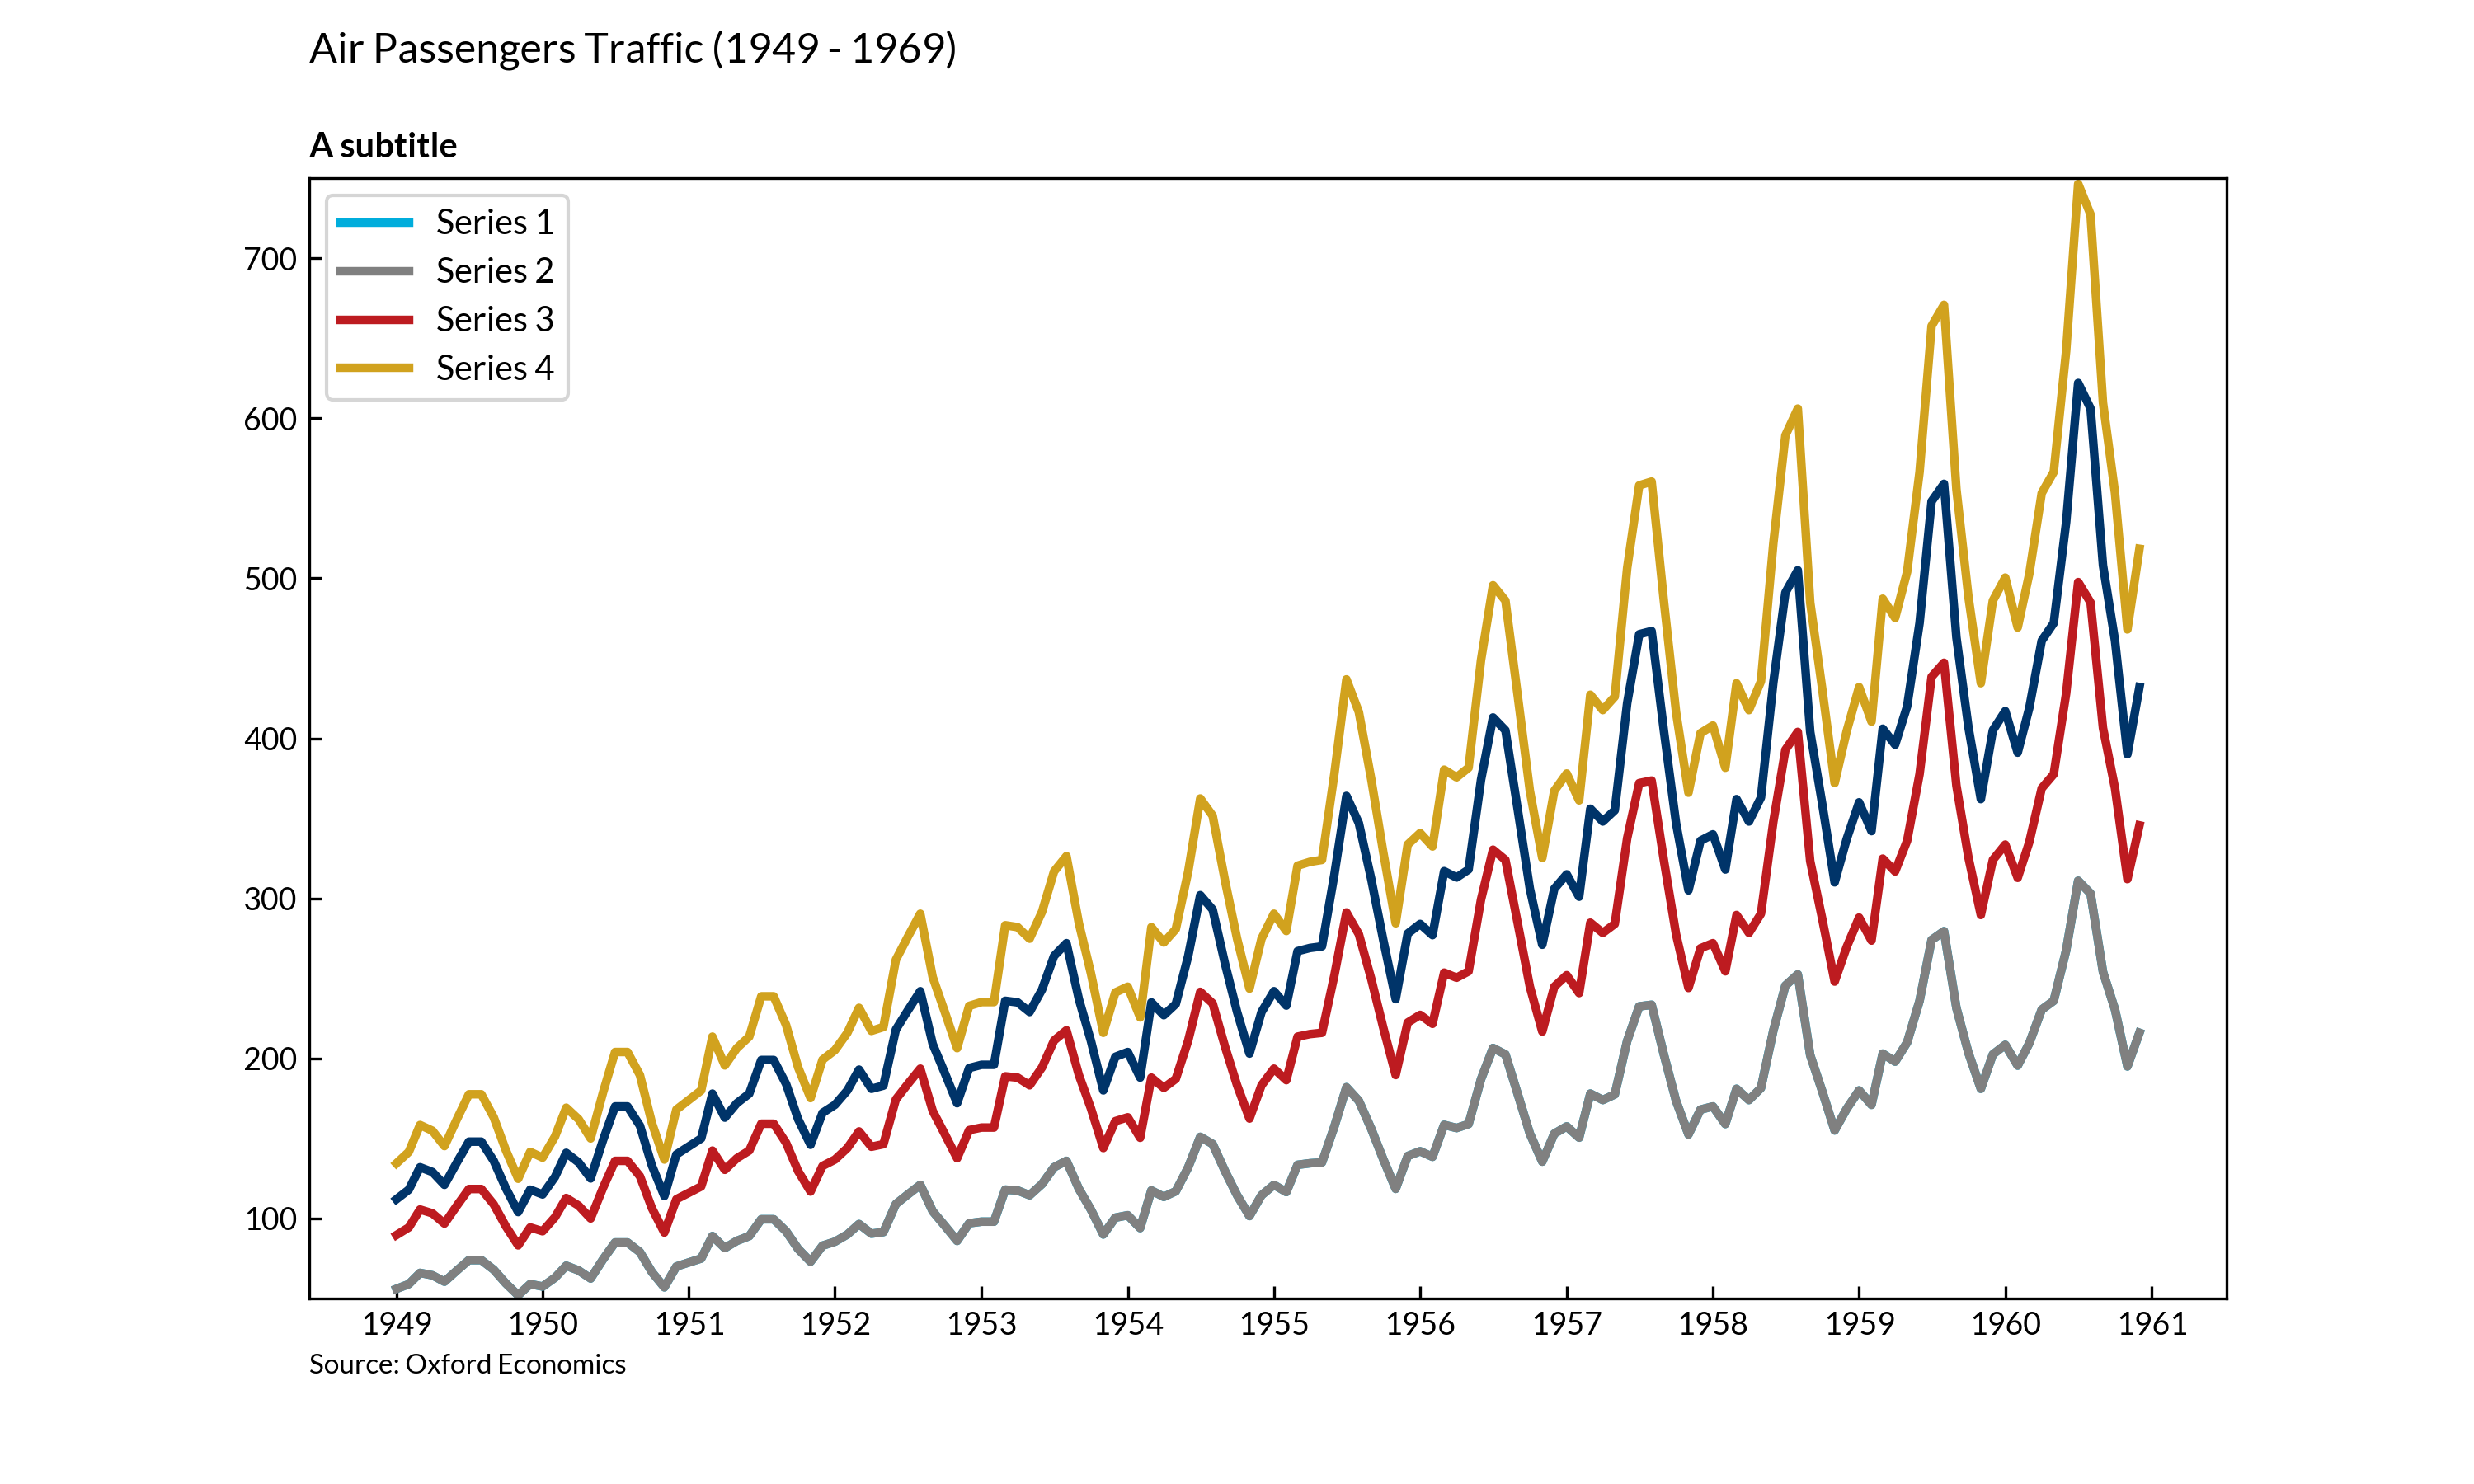 Air Passengers Traffic (1949 - 1969)
A subtitle
Series 1
Series 2
Series 3
Series 4
700
600
500
400
300
200
100
1949 1950 1951 1952 1953 1954 1955 1956 1957 1958 1959 1960 1961
Source: Oxford Economics